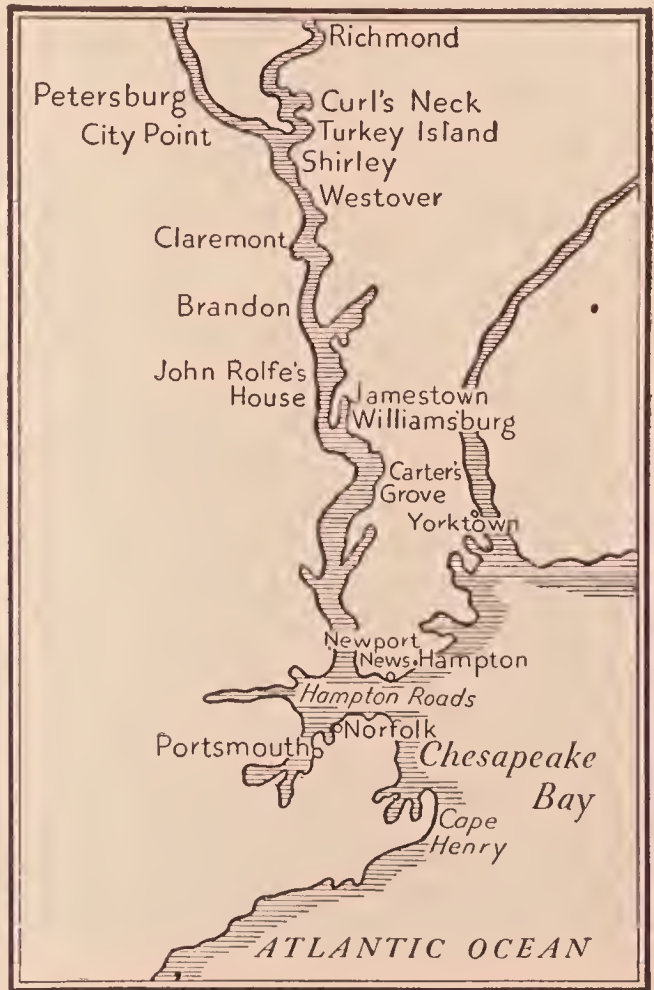 Richmond
Petersburg
Curl's Neck
City Point
Turkey Island
Shirley
Westover
Claremont
Brandon
John Rolfe's
House
Jamestown
Williamsburg
Carter's
Grove
Yorktown
Newport
News
Hampton
Hampton Roads
Norfolk
Portsmouth
Chesapeake
Bay
Cape
Henry
ATLANTIC OCEAN